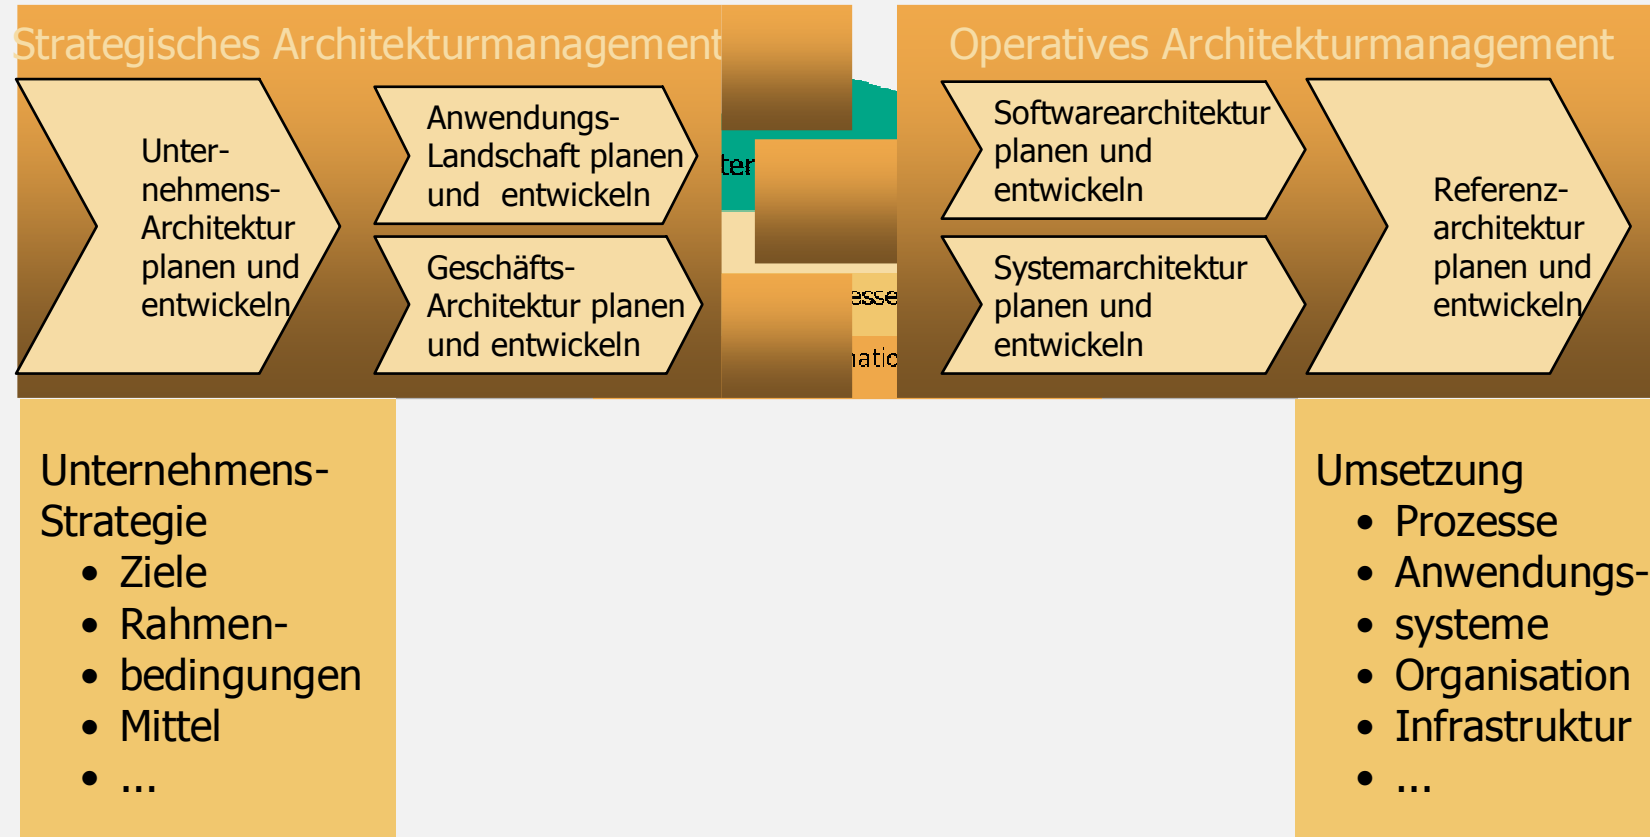 Strategisches Architekturmanagement
Unter-
nehmens-
Architektur
planen und
entwickeln
Anwendungs-
Landschaft planen
und entwickeln
Geschäfts-
Architektur planen
und entwickeln
Operatives Architekturmanagement
Softwarearchitektur
planen und
entwickeln
Systemarchitektur
planen und
entwickeln
Referenz-
architektur
planen und
entwickeln
Unternehmens-
Strategie
• Ziele
• Rahmen-
• bedingungen
• Mittel
• ...
Umsetzung
• Prozesse
• Anwendungs-
• systeme
• Organisation
• Infrastruktur
• ...